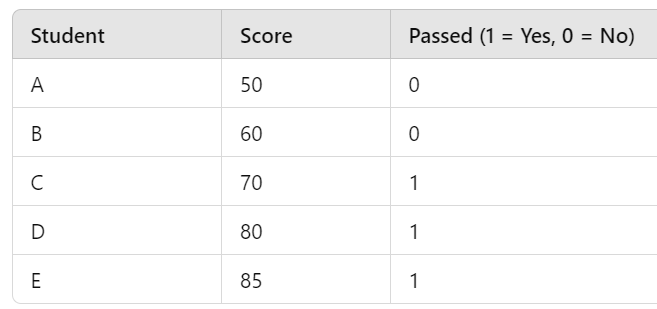 Student Score Passed (1 = Yes, 0 = No)
A 50 0
B 60 0
C 70 1
D 80 1
E 85 1